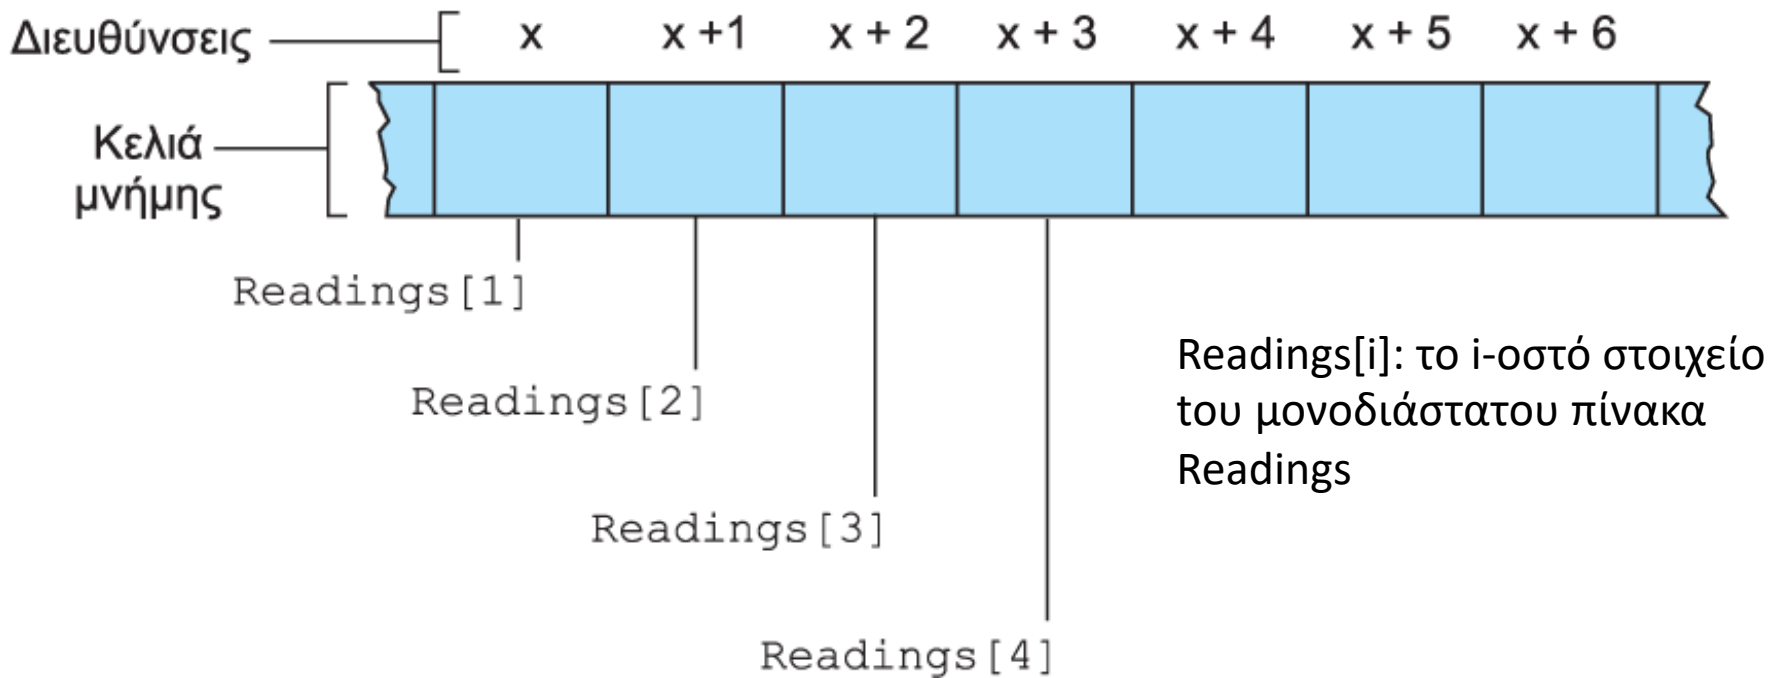 Διευθύνσεις x x +1 x + 2 x + 3 x + 4 x + 5 x + 6
Κελιά
μνήμης
Readings[1]
Readings[2]
Readings[3]
Readings[4]
Readings[i]: το i-οστό στοιχείο
tου μονοδιάστατου πίνακα
Readings